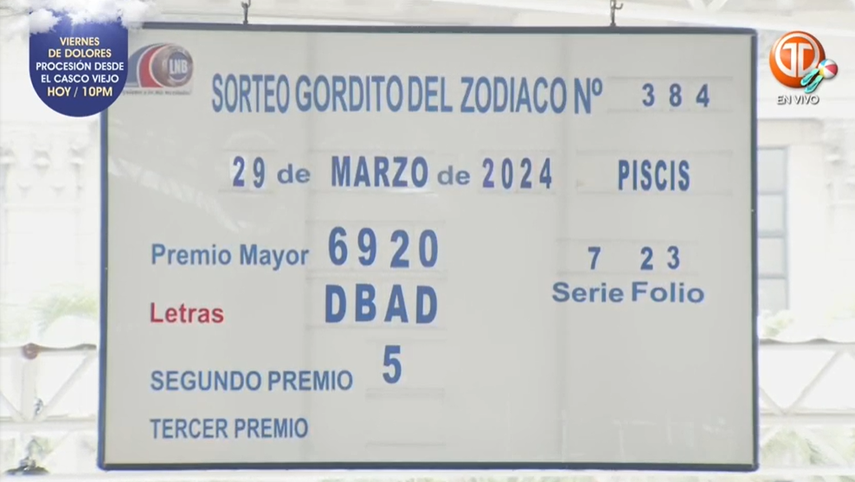 VIERNES
DE DOLORES
PROCESIÓN DESDE
EL CASCO VIEJO
HOY / 10PM
LNB
EN VIVO
SORTEO GORDITO DEL ZODIACO Nº 384
29 de MARZO de 2024 PISCIS
Premio Mayor 6920 7 23
Letras DBAD Serie Folio
SEGUNDO PREMIO 5
TERCER PREMIO